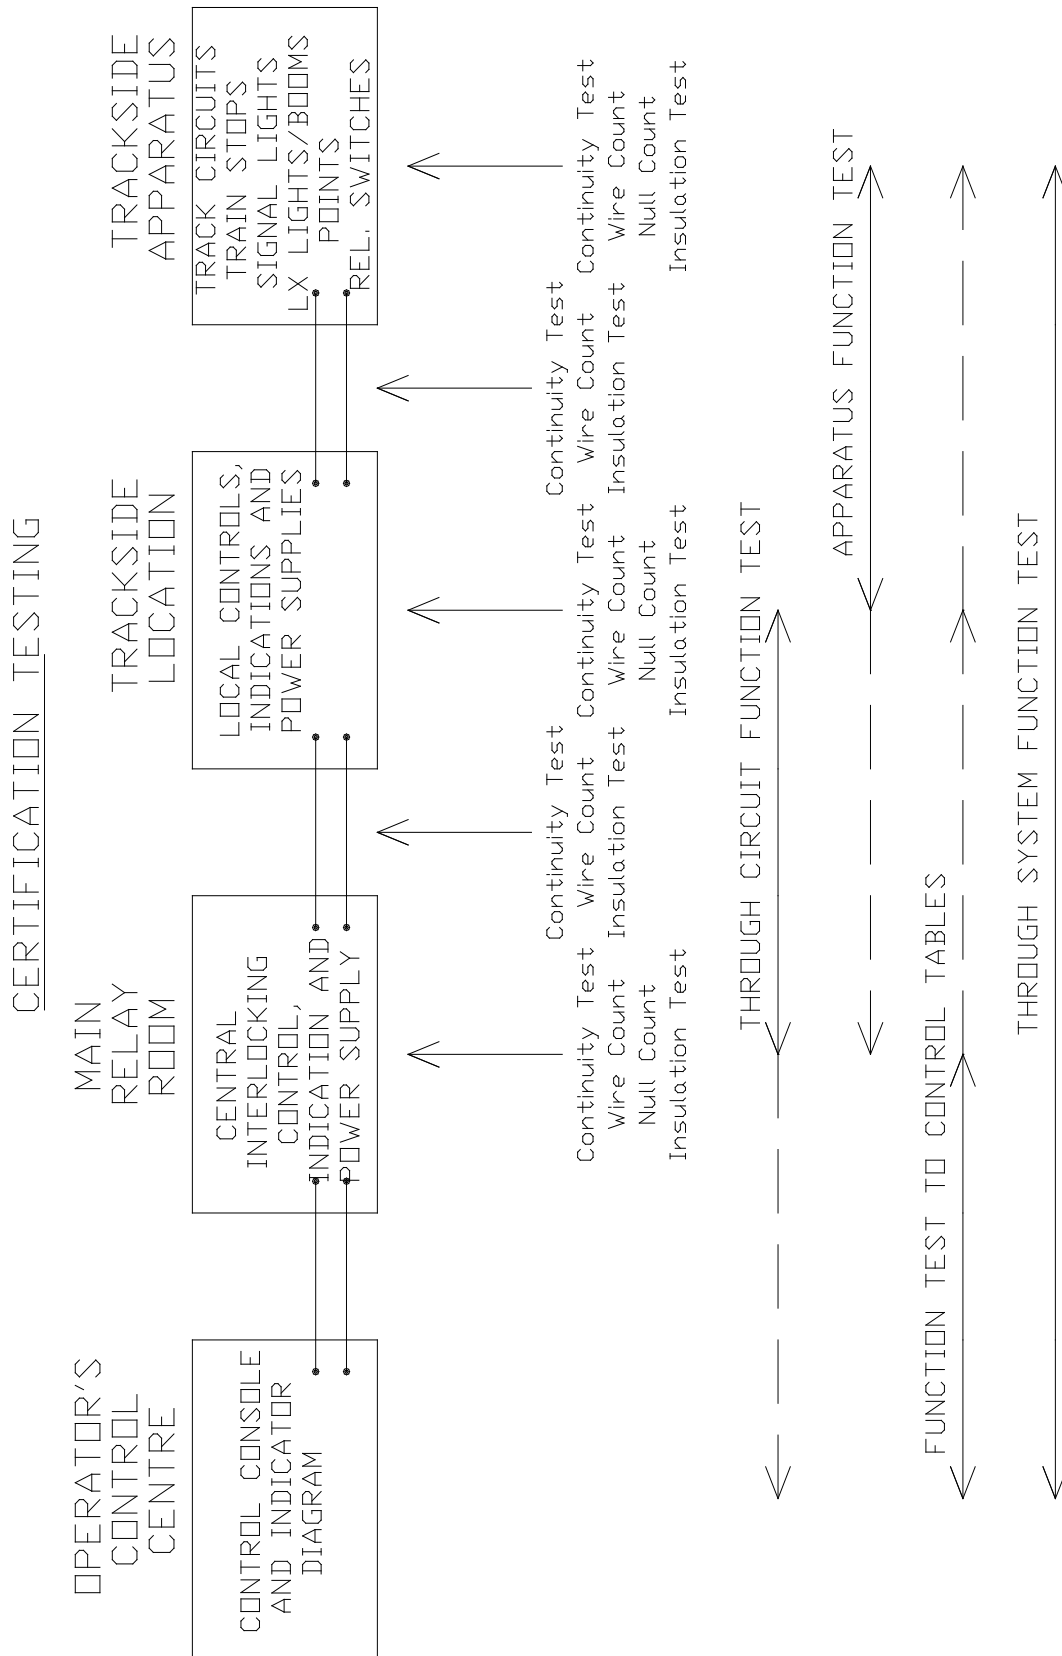 CERTIFICATION TESTING
OPERATOR'S
CONTROL
CENTRE
MAIN
RELAY
ROOM
TRACKSIDE
LOCATION
TRACKSIDE
APPARATUS
CONTROL CONSOLE
AND INDICATOR
DIAGRAM
CENTRAL
INTERLOCKING
CONTROL,
INDICATION AND
POWER SUPPLY
LOCAL CONTROLS,
INDICATIONS AND
POWER SUPPLIES
TRACK CIRCUITS
TRAIN STOPS
SIGNAL LIGHTS
LX LIGHTS/BOOMS
POINTS
REL. SWITCHES
Continuity Test
Wire Count
Null Count
Insulation Test
Continuity Test
Wire Count
Insulation Test
Continuity Test
Wire Count
Null Count
Insulation Test
Continuity Test
Wire Count
Insulation Test
Continuity Test
Wire Count
Null Count
Insulation Test
THROUGH CIRCUIT FUNCTION TEST
APPARATUS FUNCTION TEST
FUNCTION TEST TO CONTROL TABLES
THROUGH SYSTEM FUNCTION TEST